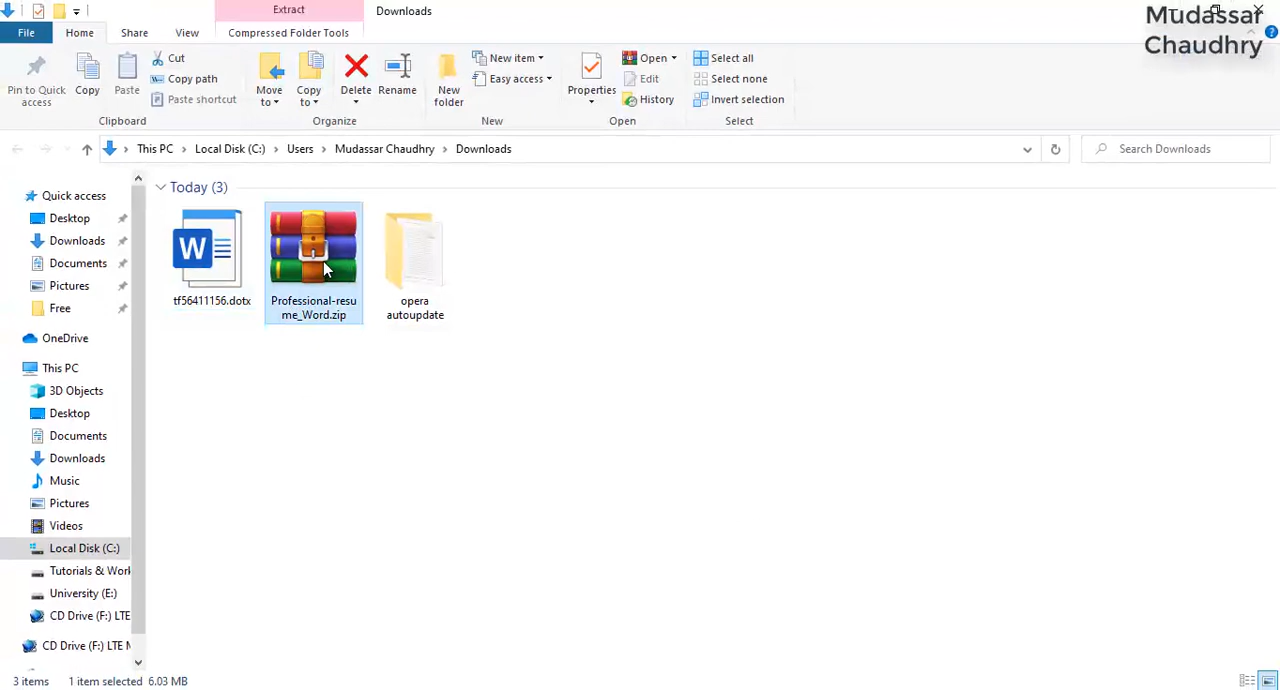 Extract
Downloads
Mudassar
Chaudhry
File
Home
Share
View
Compressed Folder Tools
Pin to Quick
access
Copy
Paste
Cut
Copy path
Paste shortcut
Clipboard
Move
to
Copy
to
Delete
Rename
Organize
New
folder
New item
Easy access
New
Properties
Open
Edit
History
Open
Select all
Select none
Invert selection
Select
This PC
Local Disk (C:)
Users
Mudassar Chaudhry
Downloads
Search Downloads
Quick access
Desktop
Downloads
Documents
Pictures
Free
OneDrive
This PC
3D Objects
Desktop
Documents
Downloads
Music
Pictures
Videos
Local Disk (C:)
Tutorials & Work
University (E:)
CD Drive (F:) LTE
CD Drive (F:) LTE M
Today (3)
W
tf56411156.dotx
Professional-resu
me_Word.zip
opera
autoupdate
3 items
1 item selected 6.03 MB